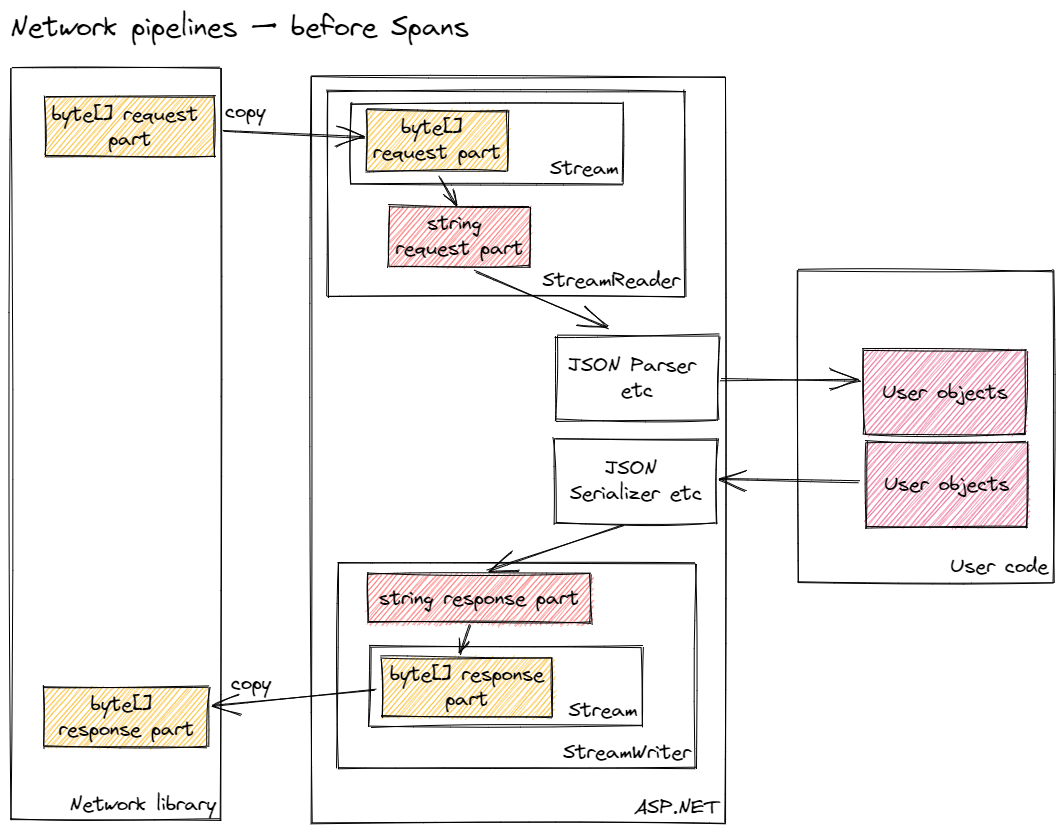 Network pipelines — before Spans
byte[] request
part
copy
byte[]
request part
Stream
string
request part
StreamReader
JSON Parser
etc
User objects
JSON
Serializer etc
User objects
User code
string response part
byte[] response
part
Stream
StreamWriter
copy
byte[]
response part
Network library
ASP.NET